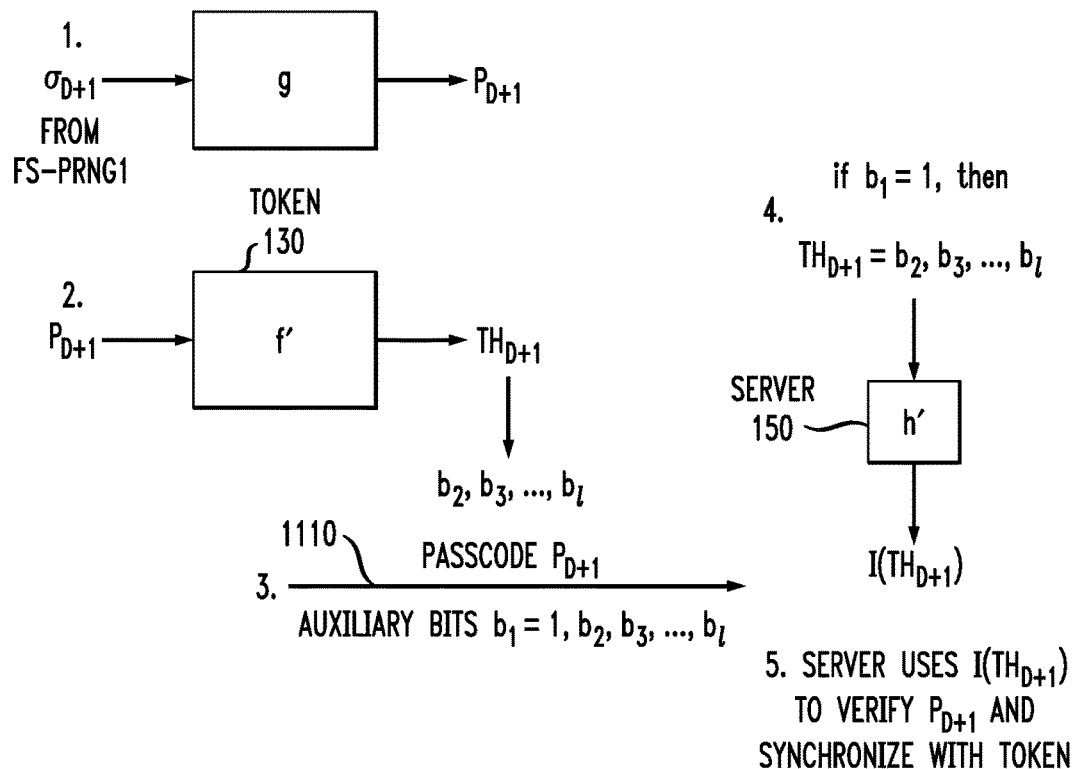 1.
σD+1
FROM
FS-PRNG1
g
PD+1
TOKEN
130
2.
PD+1
f′
THD+1
b2, b3, ..., bl
1110
3.
PASSCODE PD+1
AUXILIARY BITS b1 = 1, b2, b3, ..., bl
if b1 = 1, then
4.
THD+1 = b2, b3, ..., bl
SERVER
150
h′
I(THD+1)
5. SERVER USES I(THD+1)
TO VERIFY PD+1 AND
SYNCHRONIZE WITH TOKEN